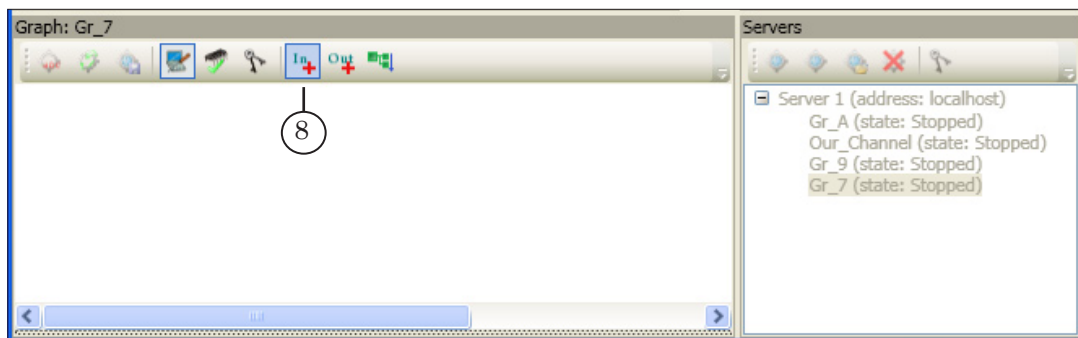 Graph: Gr_7
In
Out
8
Servers
Server 1 (address: localhost)
Gr_A (state: Stopped)
Our_Channel (state: Stopped)
Gr_9 (state: Stopped)
Gr_7 (state: Stopped)